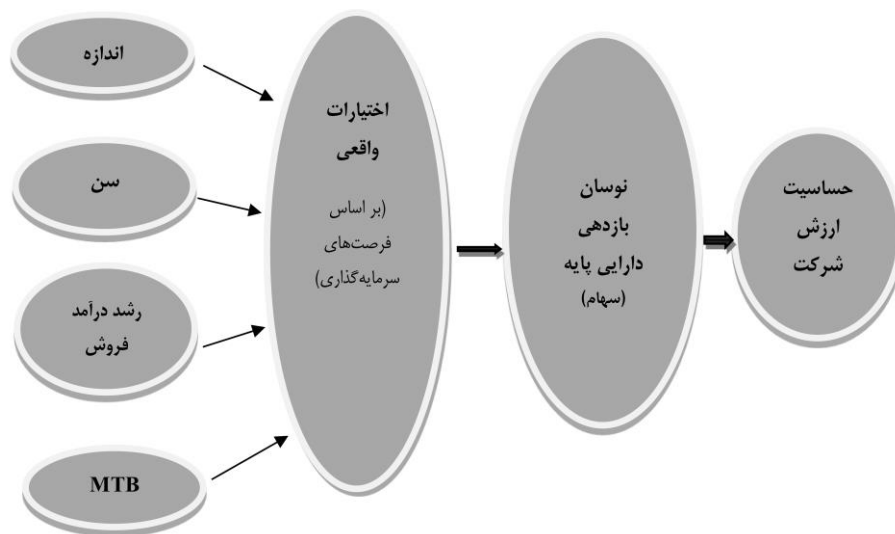 اندازه
سن
رشد درآمد
فروش
MTB
اختیارات
واقعی
(بر اساس
فرصت‌های
سرمایه‌گذاری)
نوسان
بازدهی
دارایی پایه
(سهام)
حساسیت
ارزش
شرکت